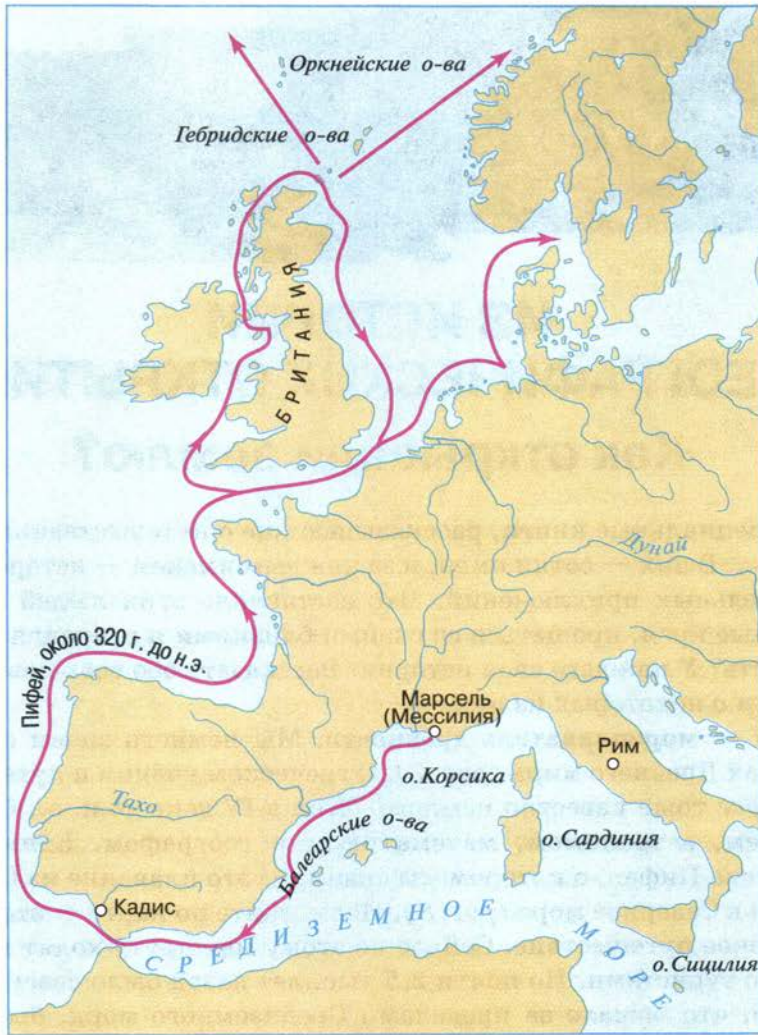 Оркнейские о-ва
Гебридские о-ва
БРИТАНИЯ
Дунай
Пифей, около 320 г. до н.э.
Марсель
(Мессилия)
Рим
о.Корсика
Тахо
Балеарские о-ва
о.Сардиния
Кадис
СРЕДИЗЕМНОЕ МОРЕ
о.Сицилия